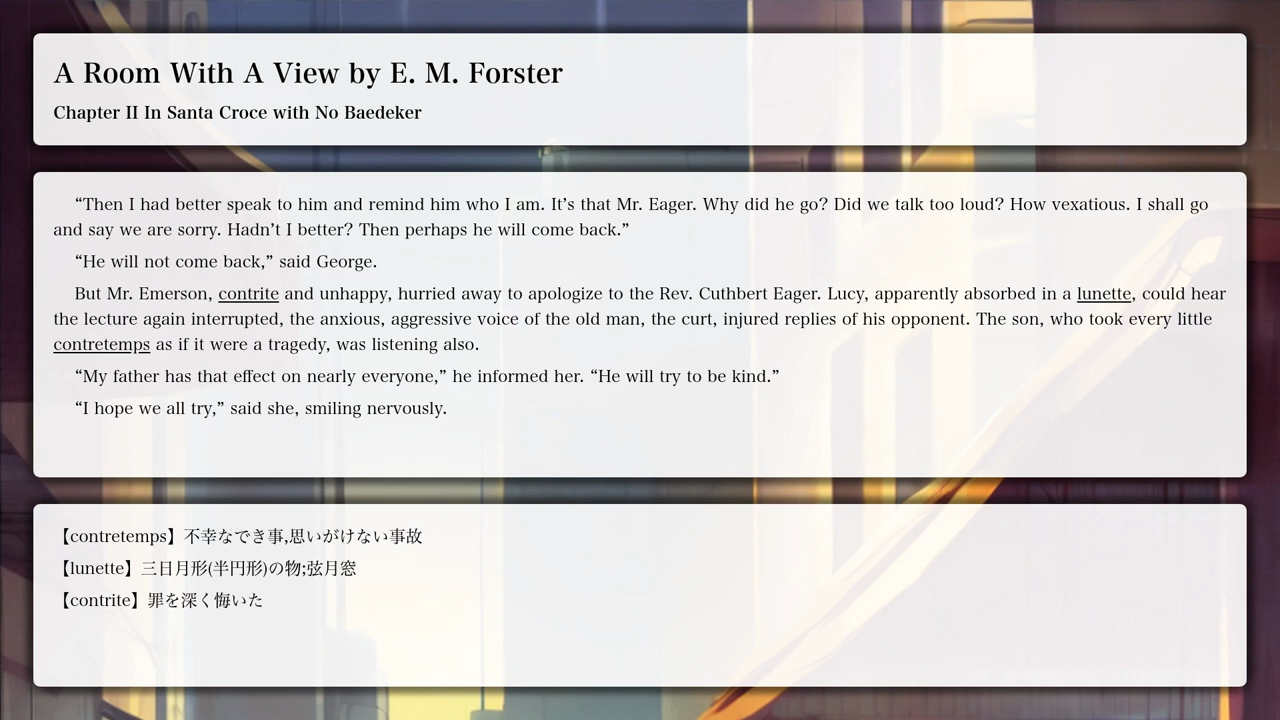 A Room With A View by E. M. Forster
Chapter II In Santa Croce with No Baedeker
“Then I had better speak to him and remind him who I am. It’s that Mr. Eager. Why did he go? Did we talk too loud? How vexatious. I shall go
and say we are sorry. Hadn’t I better? Then perhaps he will come back.”
“He will not come back,” said George.
But Mr. Emerson, contrite and unhappy, hurried away to apologize to the Rev. Cuthbert Eager. Lucy, apparently absorbed in a lunette, could hear
the lecture again interrupted, the anxious, aggressive voice of the old man, the curt, injured replies of his opponent. The son, who took every little
contretemps as if it were a tragedy, was listening also.
“My father has that effect on nearly everyone,” he informed her. “He will try to be kind.”
“I hope we all try,” said she, smiling nervously.
【contretemps】不幸なでき事,思いがけない事故
【lunette】三日月形(半円形)の物;弦月窓
【contrite】罪を深く悔いた